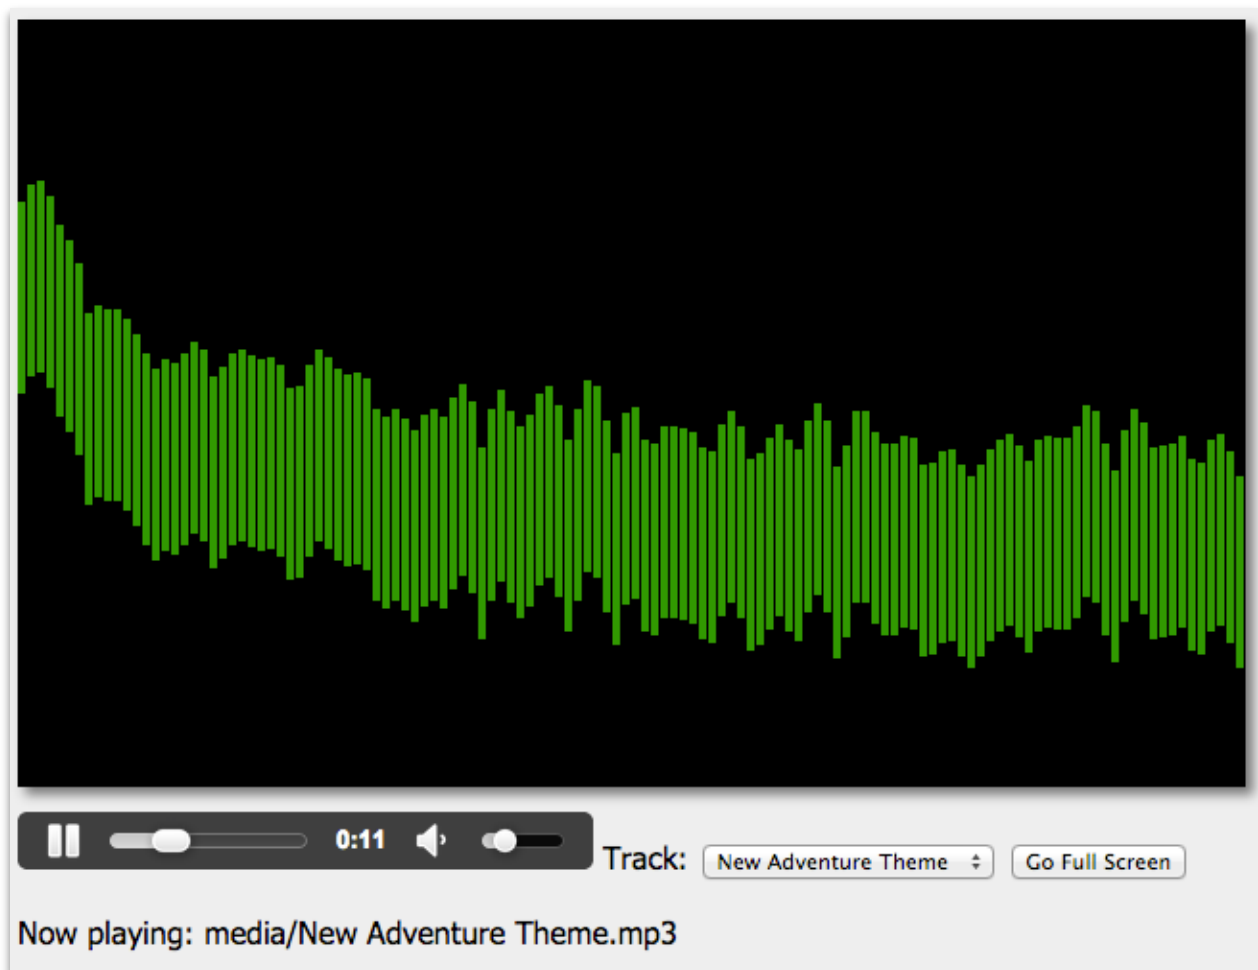 0:11
Track: New Adventure Theme Go Full Screen
Now playing: media/New Adventure Theme.mp3